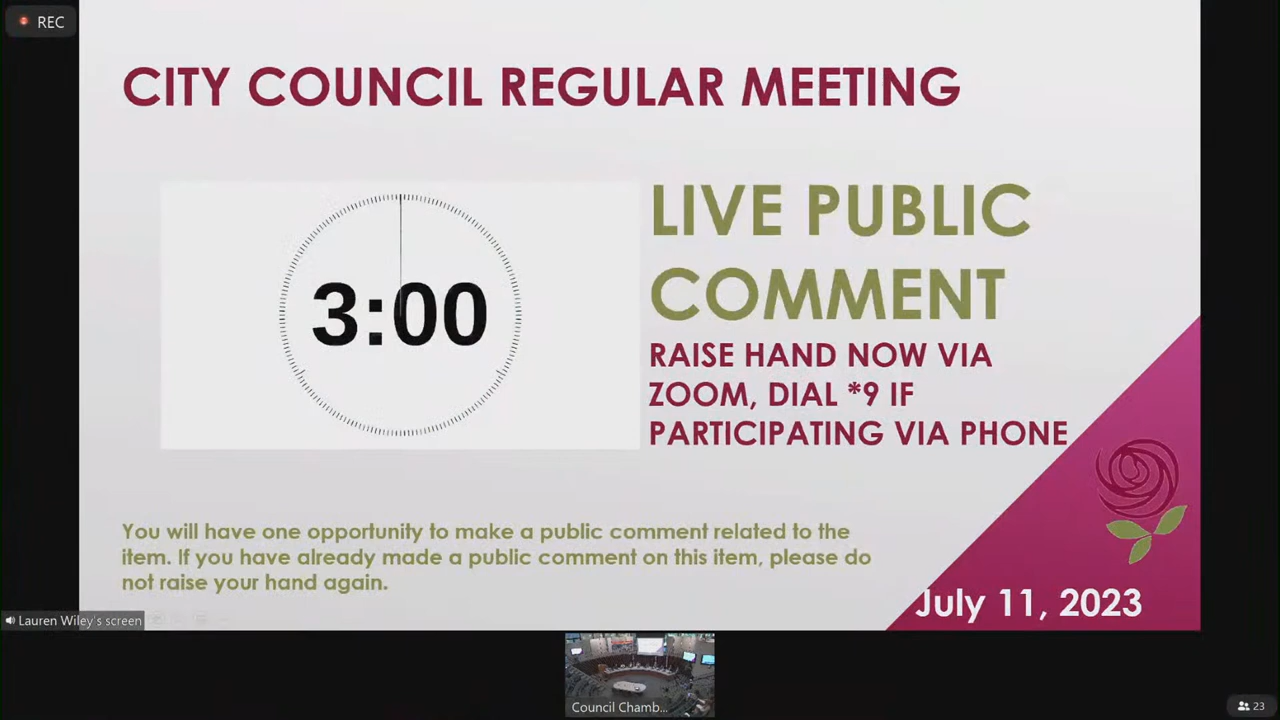 REC
CITY COUNCIL REGULAR MEETING
3:00
LIVE PUBLIC
COMMENT
RAISE HAND NOW VIA
ZOOM, DIAL *9 IF
PARTICIPATING VIA PHONE
You will have one opportunity to make a public comment related to the
item. If you have already made a public comment on this item, please do
not raise your hand again.
July 11, 2023
Lauren Wiley's screen
Council Chamb...
23